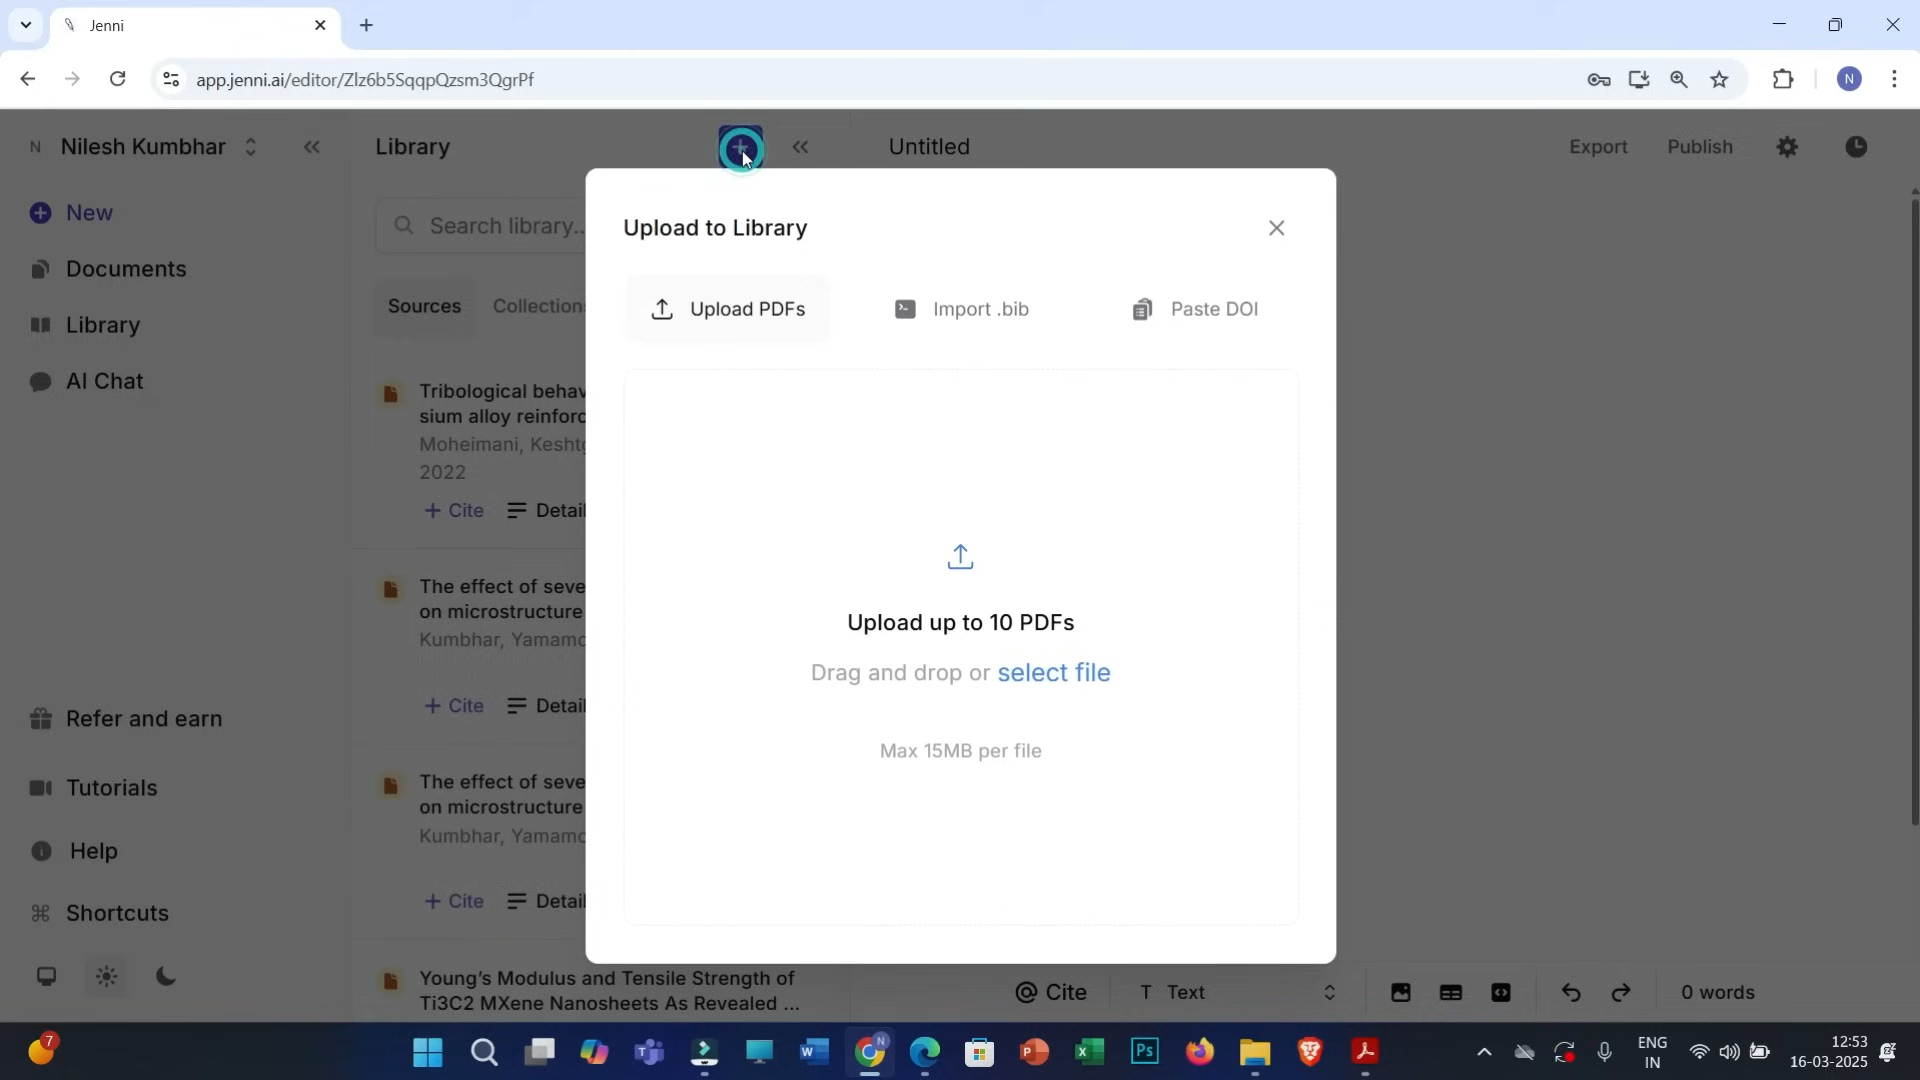 Jenni
app.jenni.ai/editor/Zlz6b5SqqpQzsm3QgrPf
N
N Nilesh Kumbhar
Library
Untitled
Export
Publish
New
Documents
Library
AI Chat
Refer and earn
Tutorials
Help
Shortcuts
Search library...
Sources
Collections
Tribological behav
sium alloy reinforc
Moheimani, Keshtg
2022
+ Cite
Detail
The effect of seve
on microstructure
Kumbhar, Yamamo
+ Cite
Detail
The effect of seve
on microstructure
Kumbhar, Yamamo
+ Cite
Detail
Young's Modulus and Tensile Strength of
Ti3C2 MXene Nanosheets As Revealed ...
Upload to Library
Upload PDFs
Import .bib
Paste DOI
Upload up to 10 PDFs
Drag and drop or select file
Max 15MB per file
@ Cite
T Text
0 words
7
ENG
IN
12:53
16-03-2025